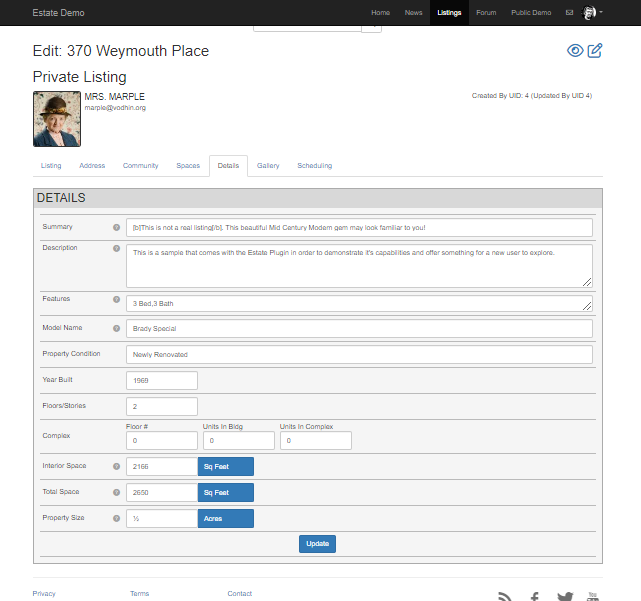 Estate Demo
Home News Listings Forum Public Demo
Edit: 370 Weymouth Place
Private Listing
MRS. MARPLE
marple@vodhin.org
Created By UID: 4 (Updated By UID 4)
Listing Address Community Spaces Details Gallery Scheduling
DETAILS
Summary [b]This is not a real listing[/b]. This beautiful Mid Century Modern gem may look familiar to you!
Description This is a sample that comes with the Estate Plugin in order to demonstrate it's capabilities and offer something for a new user to explore.
Features 3 Bed,3 Bath
Model Name Brady Special
Property Condition Newly Renovated
Year Built 1969
Floors/Stories 2
Floor # Units In Bldg Units In Complex
Complex 0 0 0
Interior Space 2166 Sq Feet
Total Space 2650 Sq Feet
Property Size ½ Acres
Update
Privacy Terms Contact
You